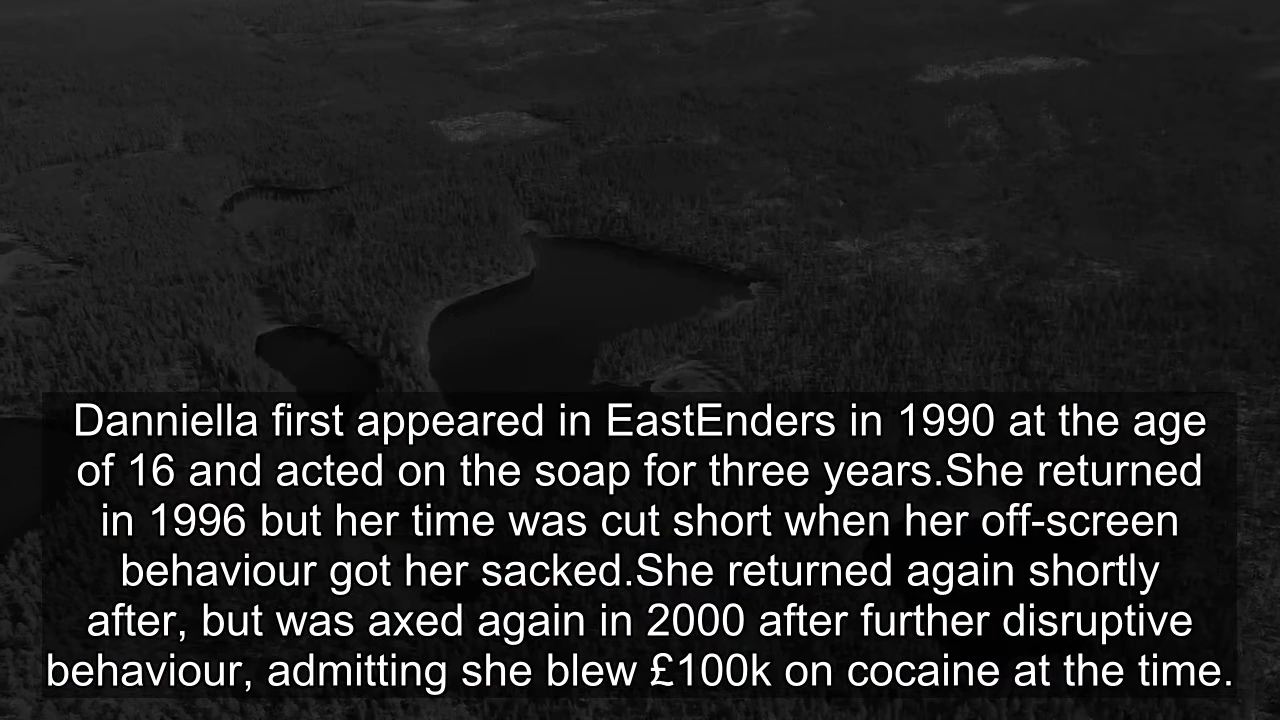 Danniella first appeared in EastEnders in 1990 at the age
of 16 and acted on the soap for three years.She returned
in 1996 but her time was cut short when her off-screen
behaviour got her sacked.She returned again shortly
after, but was axed again in 2000 after further disruptive
behaviour, admitting she blew £100k on cocaine at the time.